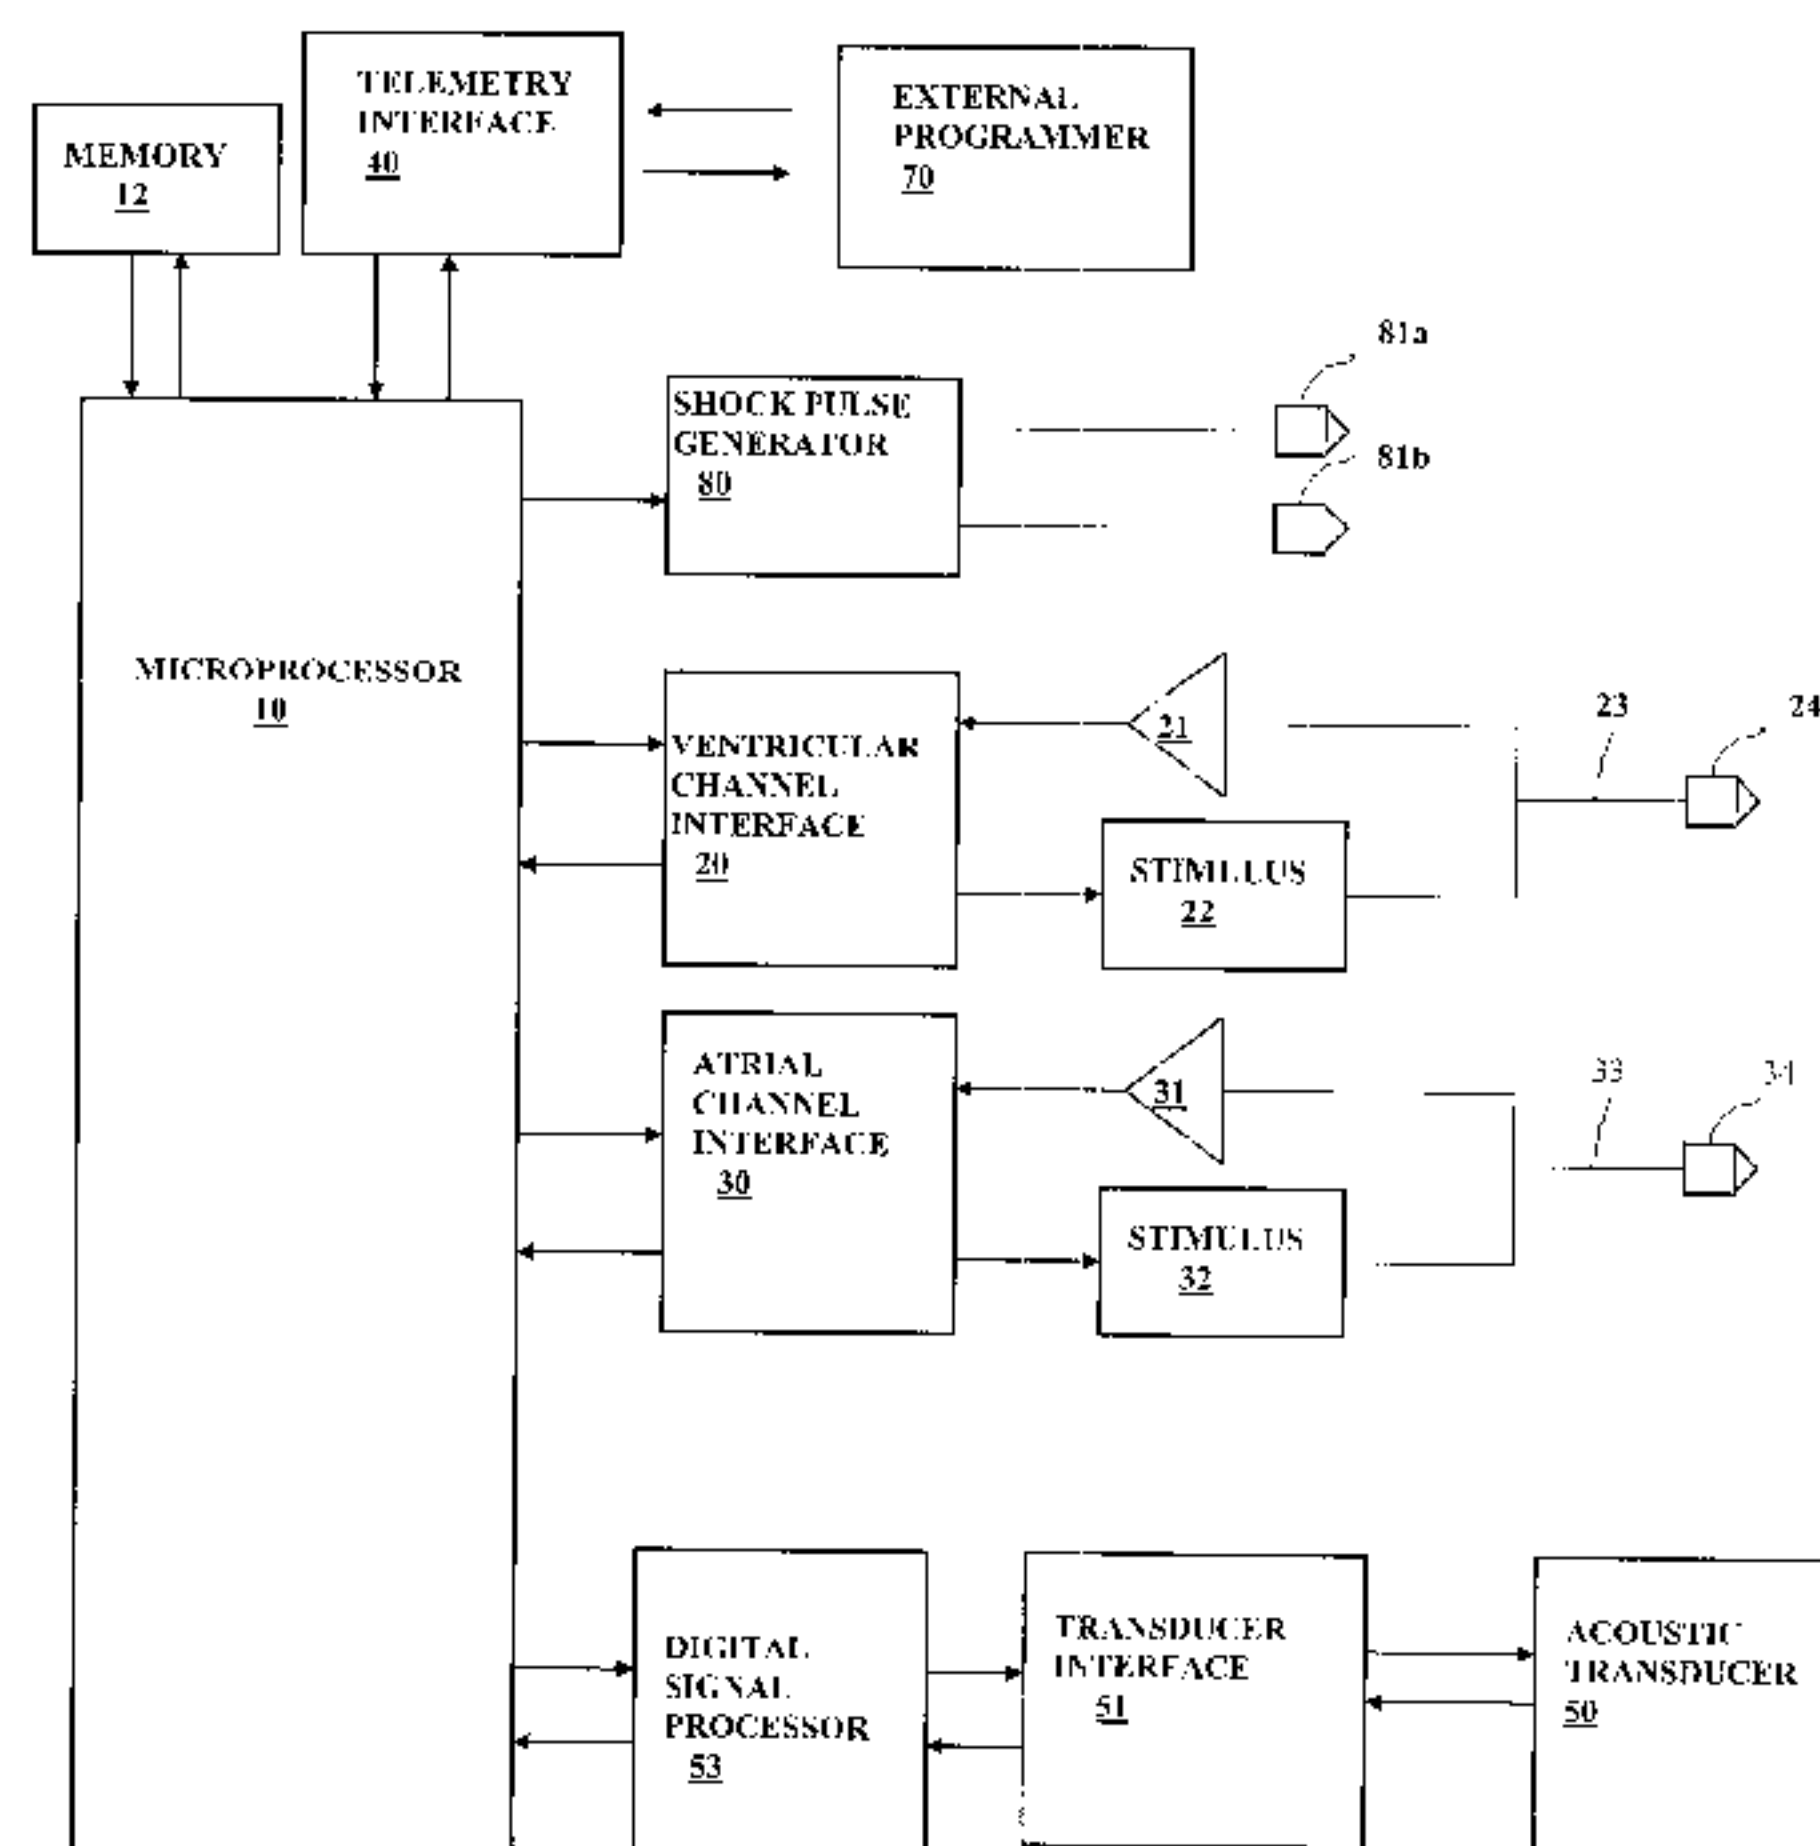 TELEMETRY
INTERFACE
40
EXTERNAL
PROGRAMMER
70
MEMORY
12
81a
SHOCK PULSE
GENERATOR
80
81b
MICROPROCESSOR
10
VENTRICULAR
CHANNEL
INTERFACE
20
21
23
24
STIMULUS
22
ATRIAL
CHANNEL
INTERFACE
30
31
33
34
STIMULUS
32
DIGITAL
SIGNAL
PROCESSOR
53
TRANSDUCER
INTERFACE
51
ACOUSTIC
TRANSDUCER
50